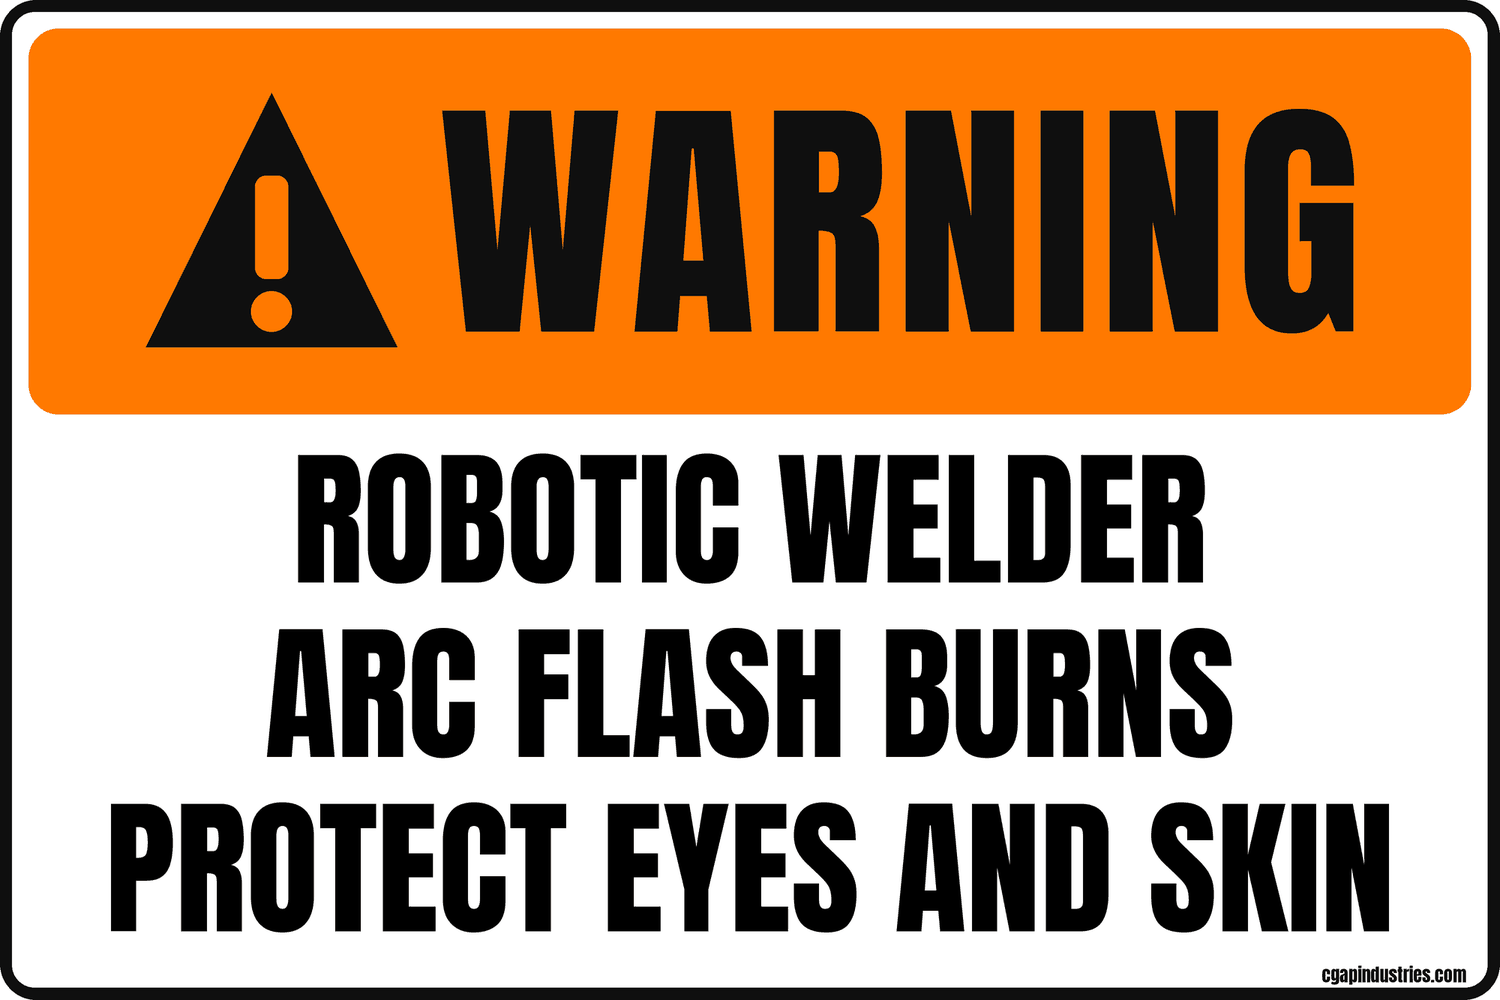 WARNING
ROBOTIC WELDER
ARC FLASH BURNS
PROTECT EYES AND SKIN
cgapindustries.com